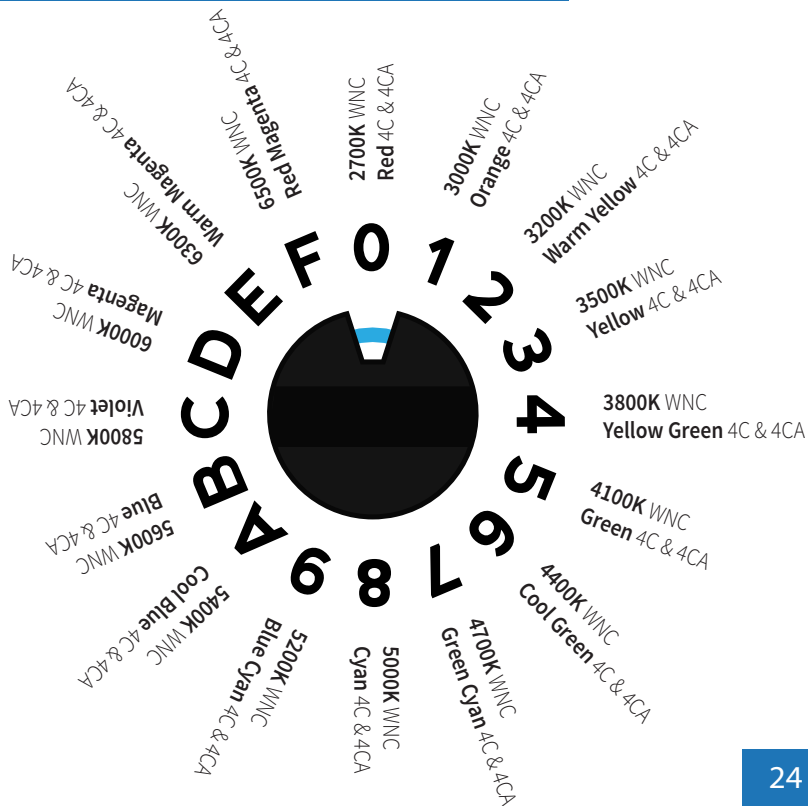 2700K WNC
Red 4C & 4CA
3000K WNC
Orange 4C & 4CA
3200K WNC
Warm Yellow 4C & 4CA
3500K WNC
Yellow 4C & 4CA
3800K WNC
Yellow Green 4C & 4CA
4100K WNC
Green 4C & 4CA
4400K WNC
Cool Green 4C & 4CA
4700K WNC
Green Cyan 4C & 4CA
5000K WNC
Cyan 4C & 4CA
5200K WNC
Blue Cyan 4C & 4CA
5400K WNC
Cool Blue 4C & 4CA
5600K WNC
Blue 4C & 4CA
5800K WNC
Violet 4C & 4CA
6000K WNC
Magenta 4C & 4CA
6300K WNC
Warm Magenta 4C & 4CA
6500K WNC
Red Magenta 4C & 4CA
0
1
2
3
4
5
6
7
8
9
A
B
C
D
E
F
24